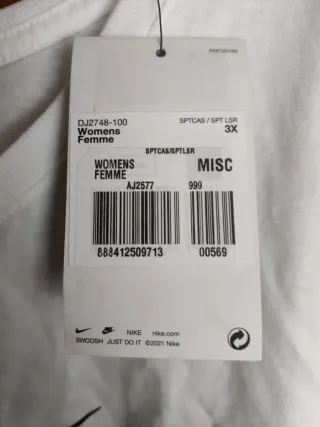 DJ2748-100 SPTCAS / SPT LSR
Womens 3X
Femme
SPTCAS/SPTLSR
WOMENS MISC
FEMME
AJ2577 999
888412509713 00569
NIKE nike.com
SWOOSH JUST DO IT ©2021 Nike